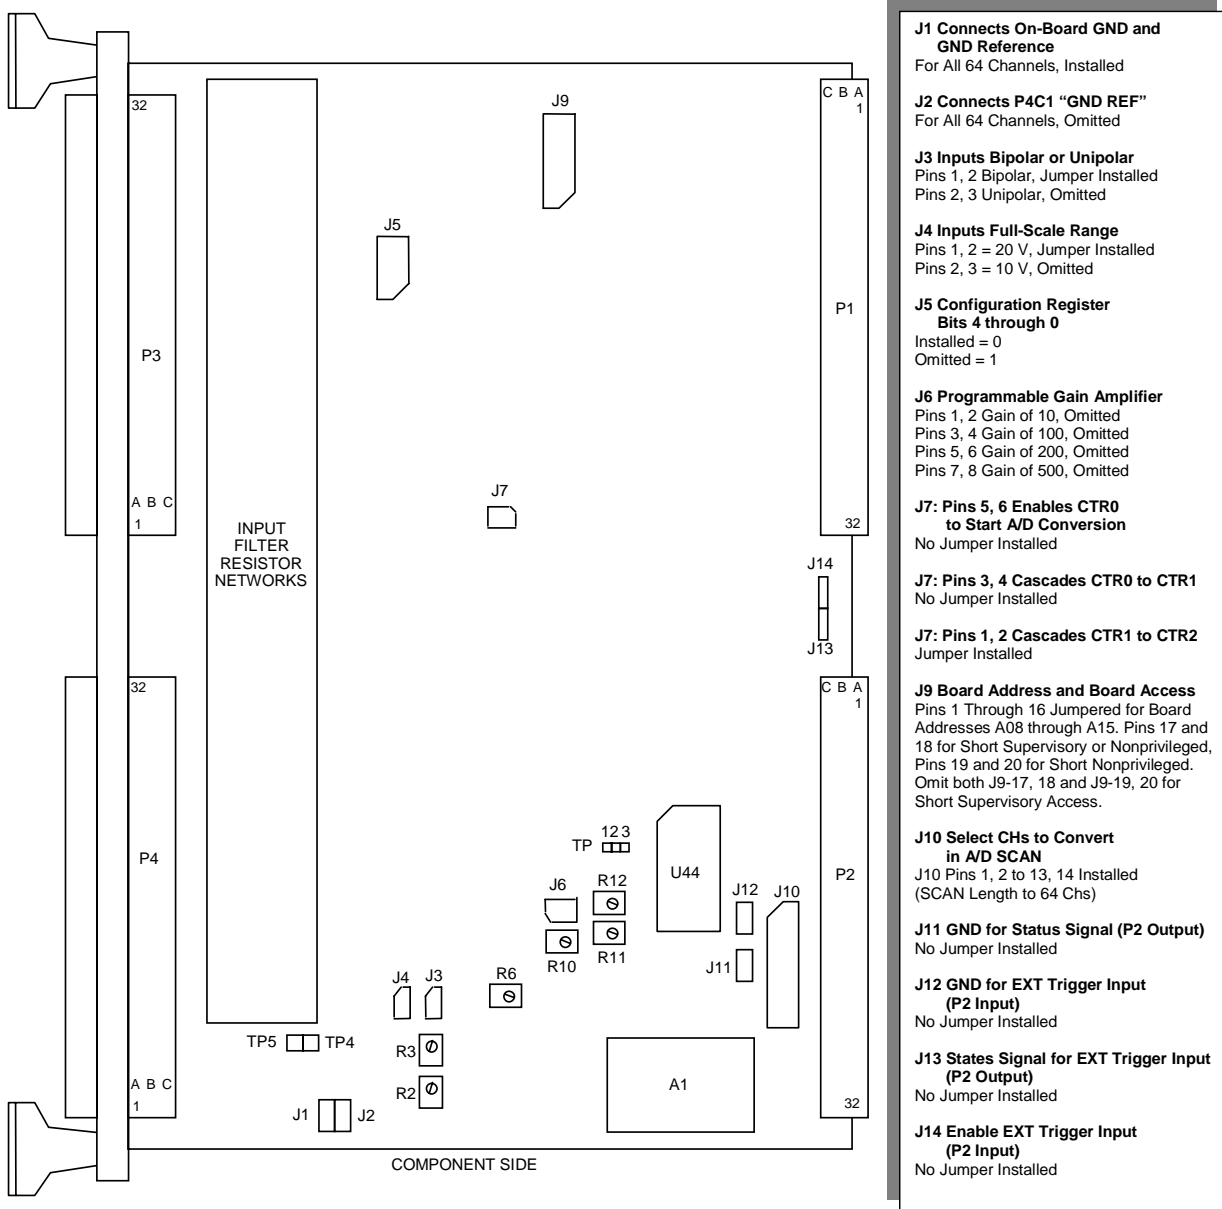 32
J9
C B A
1
J5
P1
P3
A B C
1
J7
INPUT
FILTER
RESISTOR
NETWORKS
32
J14
J13
32
C B A
1
12 3
TP
P4
U44
P2
J6
R12
J12
J10
R10
R11
J11
J4
J3
R6
TP5
TP4
R3
A B C
1
R2
A1
J1
J2
32
COMPONENT SIDE
J1 Connects On-Board GND and
GND Reference
For All 64 Channels, Installed
J2 Connects P4C1 “GND REF”
For All 64 Channels, Omitted
J3 Inputs Bipolar or Unipolar
Pins 1, 2 Bipolar, Jumper Installed
Pins 2, 3 Unipolar, Omitted
J4 Inputs Full-Scale Range
Pins 1, 2 = 20 V, Jumper Installed
Pins 2, 3 = 10 V, Omitted
J5 Configuration Register
Bits 4 through 0
Installed = 0
Omitted = 1
J6 Programmable Gain Amplifier
Pins 1, 2 Gain of 10, Omitted
Pins 3, 4 Gain of 100, Omitted
Pins 5, 6 Gain of 200, Omitted
Pins 7, 8 Gain of 500, Omitted
J7: Pins 5, 6 Enables CTR0
to Start A/D Conversion
No Jumper Installed
J7: Pins 3, 4 Cascades CTR0 to CTR1
No Jumper Installed
J7: Pins 1, 2 Cascades CTR1 to CTR2
Jumper Installed
J9 Board Address and Board Access
Pins 1 Through 16 Jumpered for Board
Addresses A08 through A15. Pins 17 and
18 for Short Supervisory or Nonprivileged,
Pins 19 and 20 for Short Nonprivileged.
Omit both J9-17, 18 and J9-19, 20 for
Short Supervisory Access.
J10 Select CHs to Convert
in A/D SCAN
J10 Pins 1, 2 to 13, 14 Installed
(SCAN Length to 64 Chs)
J11 GND for Status Signal (P2 Output)
No Jumper Installed
J12 GND for EXT Trigger Input
(P2 Input)
No Jumper Installed
J13 States Signal for EXT Trigger Input
(P2 Output)
No Jumper Installed
J14 Enable EXT Trigger Input
(P2 Input)
No Jumper Installed